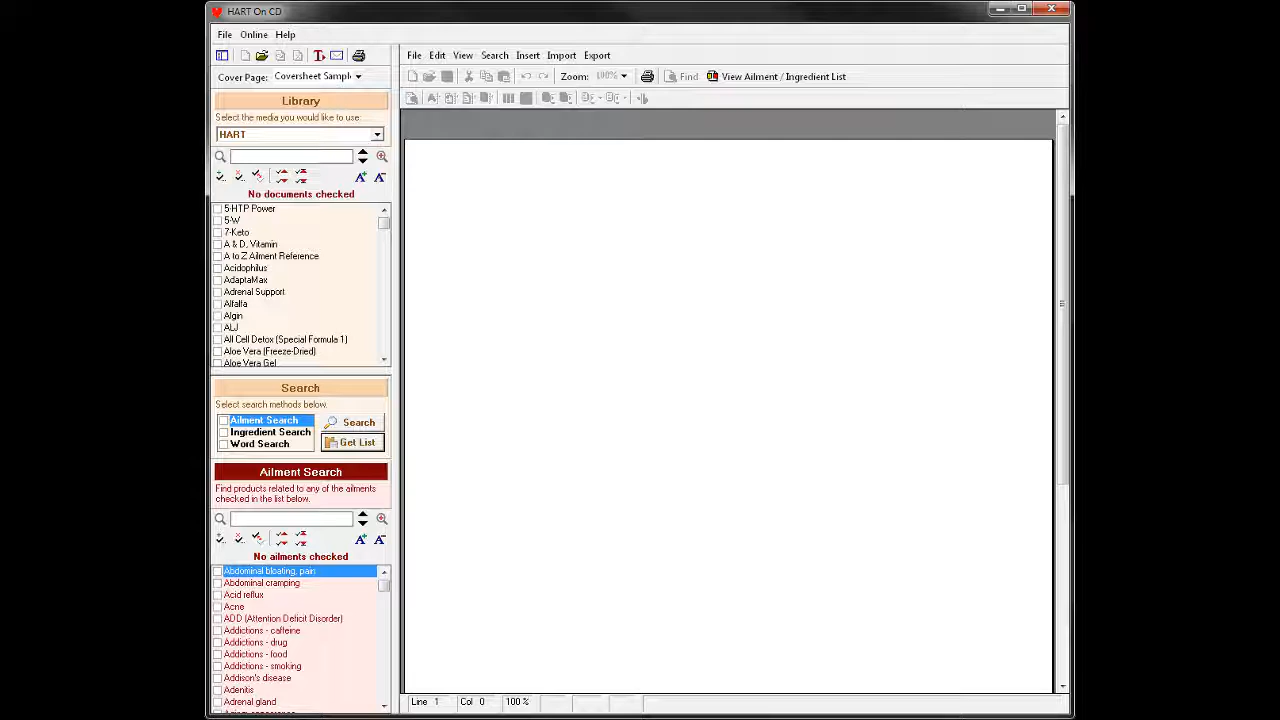 HART On CD
File Online Help
Cover Page: Coversheet Sampl
Library
Select the media you would like to use:
HART
No documents checked
5-HTP Power
5-W
7-Keto
A & D, Vitamin
A to Z Ailment Reference
Acidophilus
AdaptaMax
Adrenal Support
Alfalfa
Algin
ALJ
All Cell Detox (Special Formula 1)
Aloe Vera (Freeze-Dried)
Aloe Vera Gel
Search
Select search methods below.
Ailment Search
Ingredient Search
Word Search
Search
Get List
Ailment Search
Find products related to any of the ailments
checked in the list below.
No ailments checked
Abdominal bloating, pain
Abdominal cramping
Acid reflux
Acne
ADD (Attention Deficit Disorder)
Addictions - caffeine
Addictions - drug
Addictions - food
Addictions - smoking
Addison's disease
Adenitis
Adrenal gland
File Edit View Search Insert Import Export
Zoom: 100% Find View Ailment / Ingredient List
Line 1 Col 0 100 %